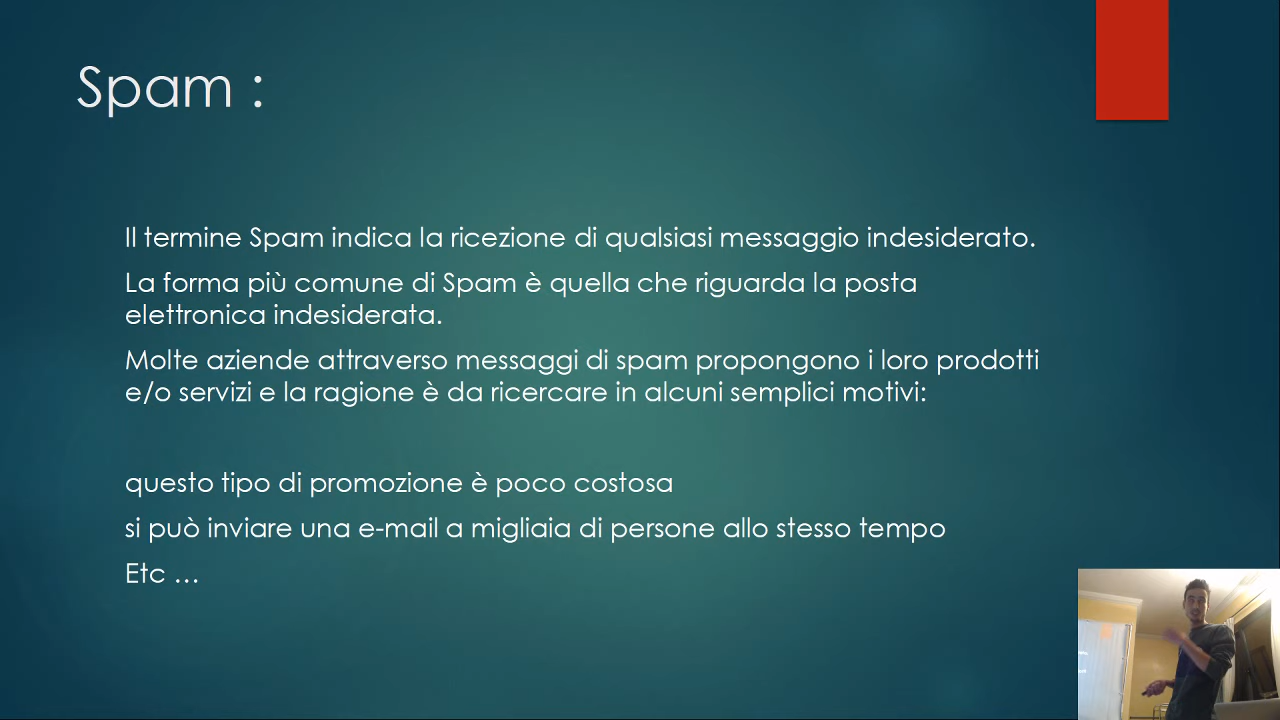 Spam :
Il termine Spam indica la ricezione di qualsiasi messaggio indesiderato.
La forma più comune di Spam è quella che riguarda la posta
elettronica indesiderata.
Molte aziende attraverso messaggi di spam propongono i loro prodotti
e/o servizi e la ragione è da ricercare in alcuni semplici motivi:
questo tipo di promozione è poco costosa
si può inviare una e-mail a migliaia di persone allo stesso tempo
Etc ...